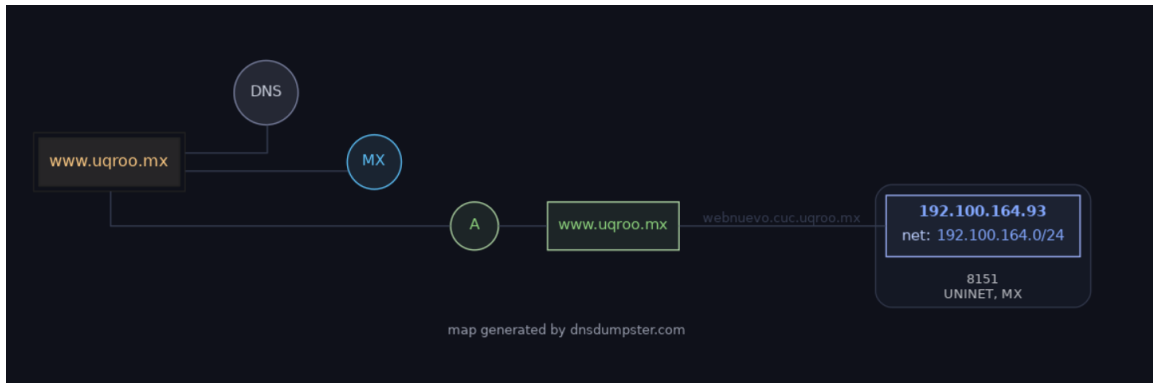 DNS
www.uqroo.mx
MX
A
www.uqroo.mx
webnuevo.cuc.uqroo.mx
192.100.164.93
net: 192.100.164.0/24
8151
UNINET, MX
map generated by dnsdumpster.com